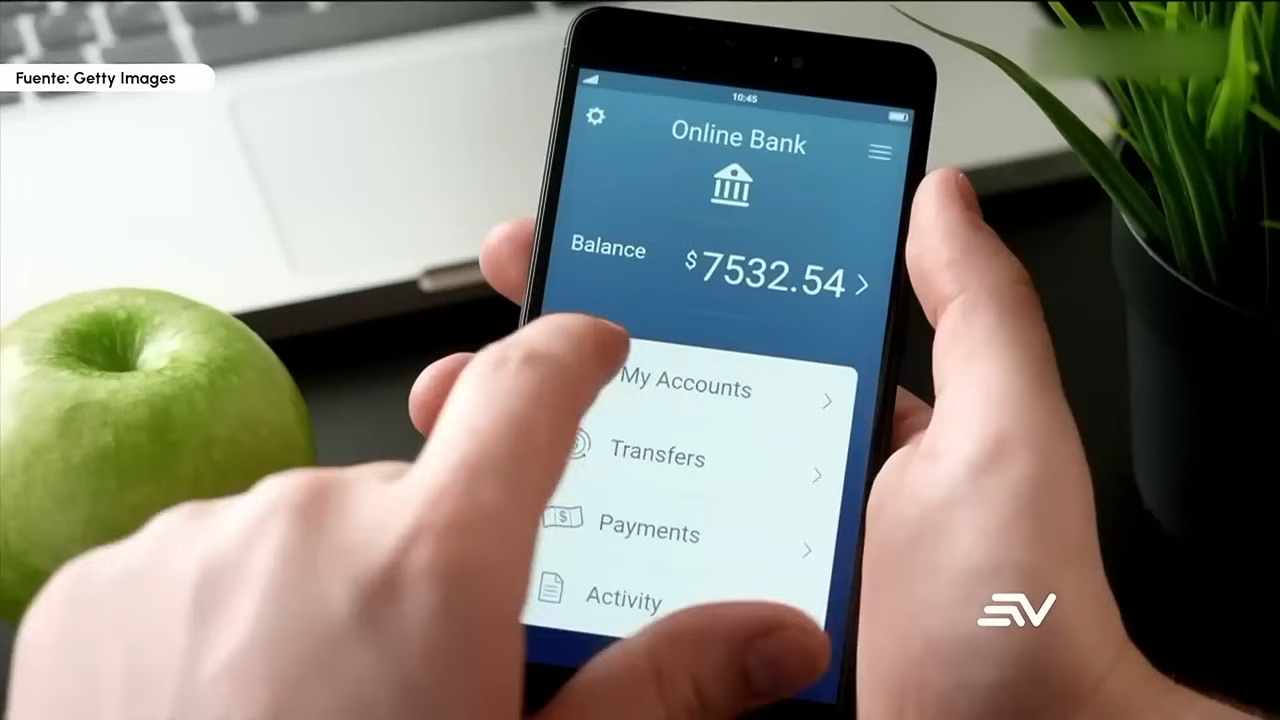 Fuente: Getty Images
10:45
Online Bank
Balance $7532.54
My Accounts
Transfers
$
Payments
Activity